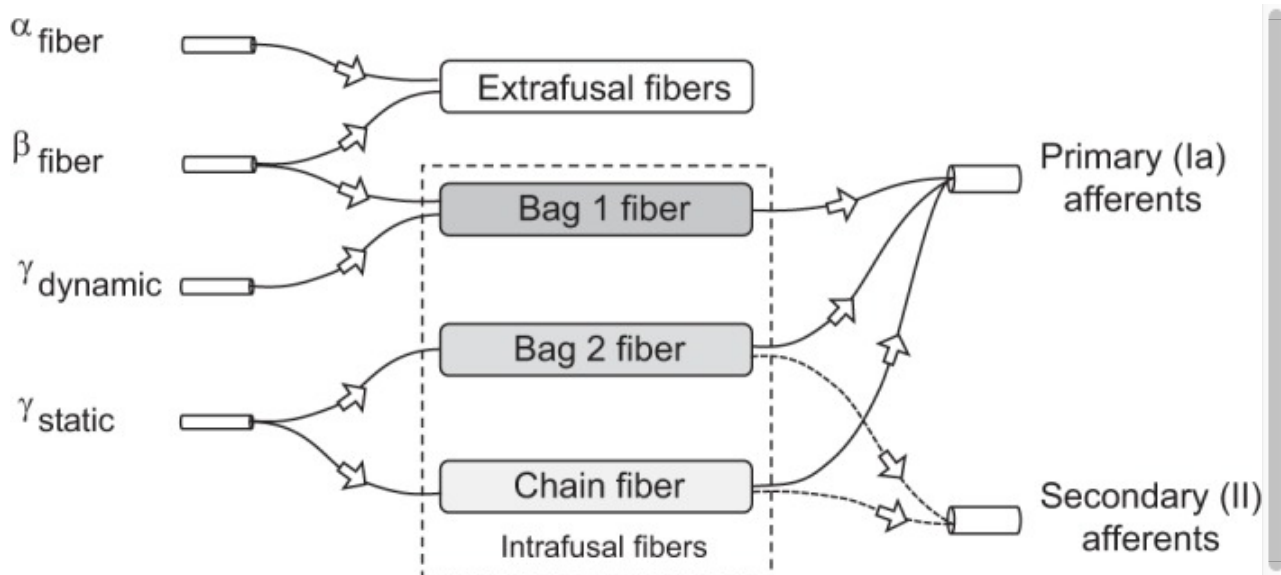 α fiber
Extrafusal fibers
β fiber
Primary (Ia)
afferents
Bag 1 fiber
γ dynamic
Bag 2 fiber
γ static
Chain fiber
Secondary (II)
afferents
Intrafusal fibers